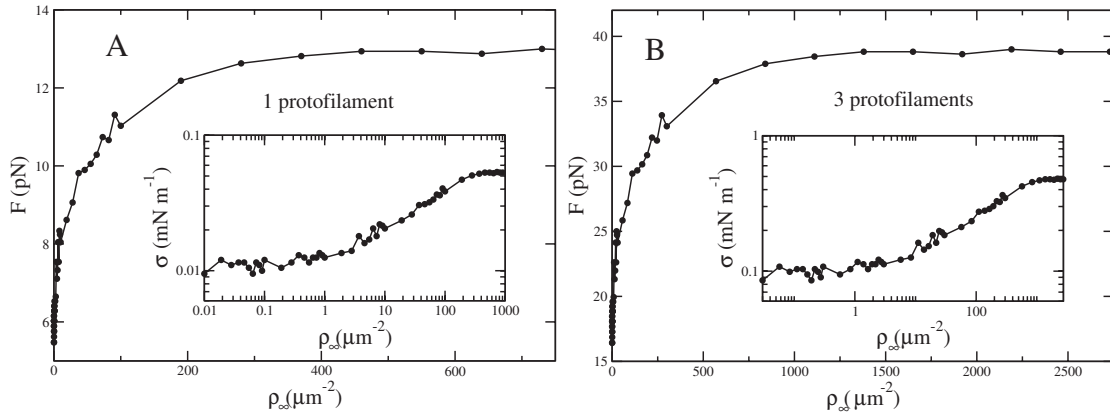 A
14
12
10
8
6
F (pN)
1 protofilament
0.1
0.01
σ (mN m-1)
0.01 0.1 1 10 100 1000
ρ∞(μm-2)
0 200 400 600
ρ∞(μm-2)
B
40
35
30
25
20
15
F (pN)
3 protofilaments
1
0.1
σ (mN m-1)
1 100
ρ∞(μm-2)
0 500 1000 1500 2000 2500
ρ∞(μm-2)